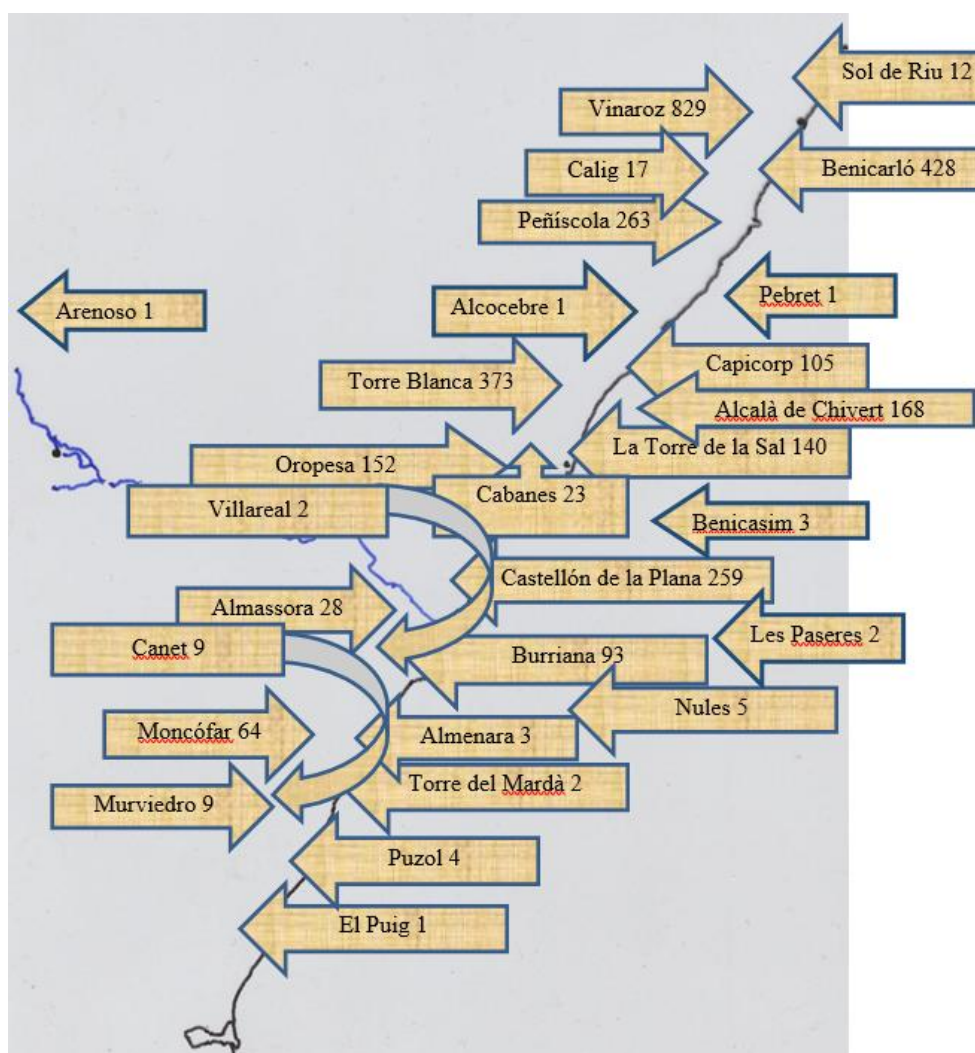 Sol de Riu 12
Vinaroz 829
Calig 17
Benicarló 428
Peñíscola 263
Pebret 1
Arenoso 1
Alcocebre 1
Capicorp 105
Torre Blanca 373
Alcalà de Chivert 168
La Torre de la Sal 140
Oropesa 152
Cabanes 23
Villareal 2
Benicasim 3
Castellón de la Plana 259
Almassora 28
Les Paseres 2
Canet 9
Burriana 93
Nules 5
Moncófar 64
Almenara 3
Torre del Mardà 2
Murviedro 9
Puzol 4
El Puig 1